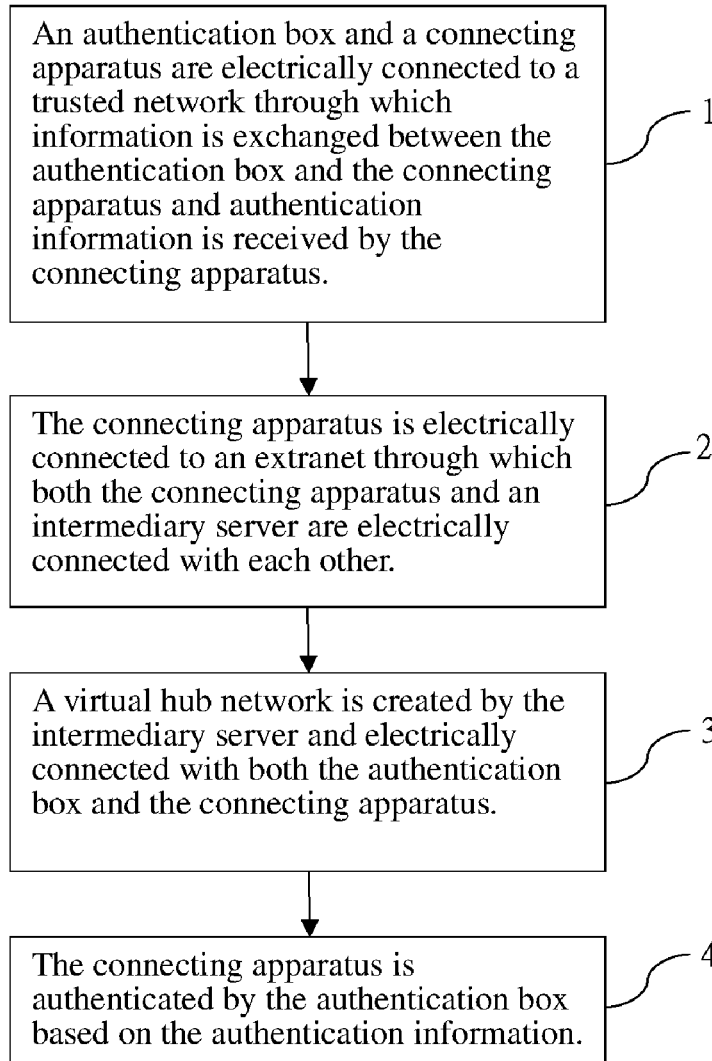 An authentication box and a connecting
apparatus are electrically connected to a
trusted network through which
information is exchanged between the
authentication box and the connecting
apparatus and authentication
information is received by the
connecting apparatus.
1
The connecting apparatus is electrically
connected to an extranet through which
both the connecting apparatus and an
intermediary server are electrically
connected with each other.
2
A virtual hub network is created by the
intermediary server and electrically
connected with both the authentication
box and the connecting apparatus.
3
The connecting apparatus is
authenticated by the authentication box
based on the authentication information.
4